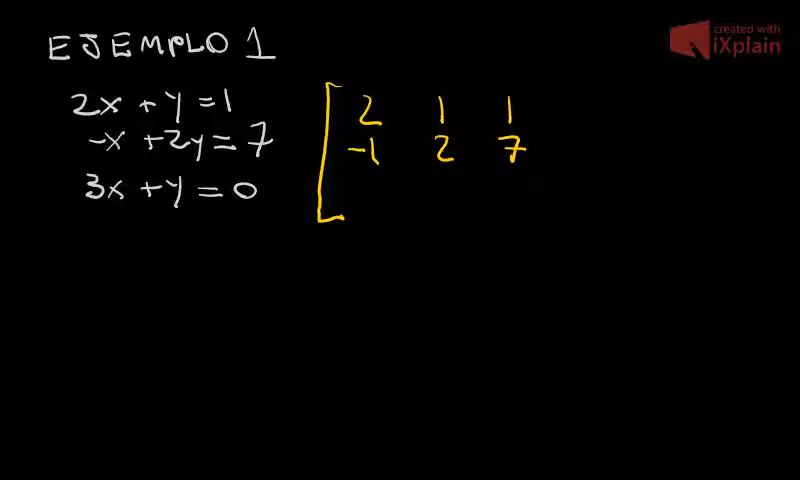 EJEMPLO 1
created with
iXplain
2x + y = 1
-x + 2y = 7
3x + y = 0
[ 2 1 1
-1 2 7